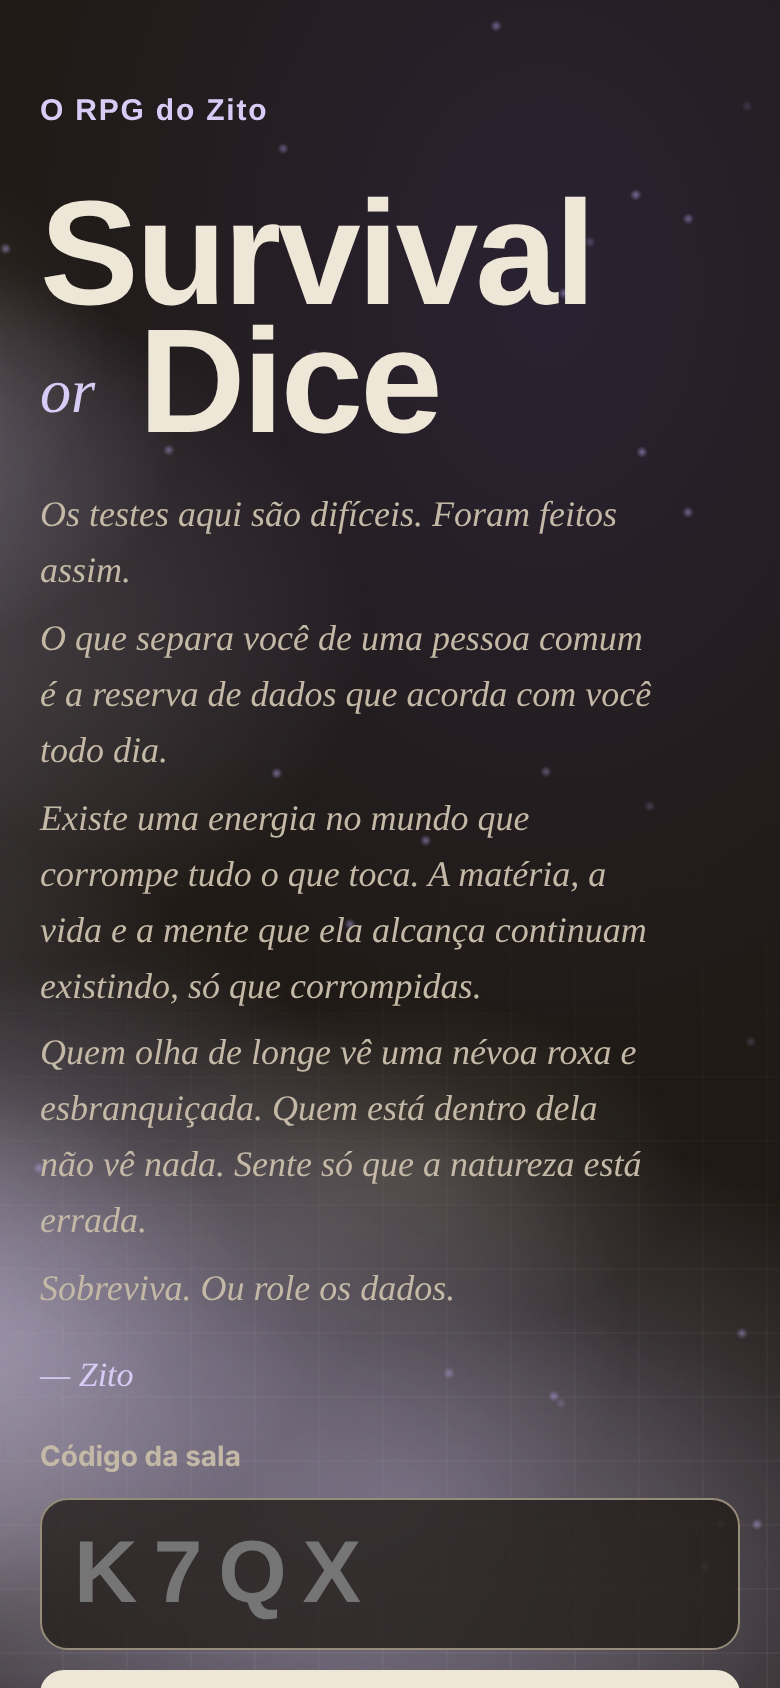 O RPG do Zito
Survival
or Dice
Os testes aqui são difíceis. Foram feitos
assim.
O que separa você de uma pessoa comum
é a reserva de dados que acorda com você
todo dia.
Existe uma energia no mundo que
corrompe tudo o que toca. A matéria, a
vida e a mente que ela alcança continuam
existindo, só que corrompidas.
Quem olha de longe vê uma névoa roxa e
esbranquiçada. Quem está dentro dela
não vê nada. Sente só que a natureza está
errada.
Sobreviva. Ou role os dados.
— Zito
Código da sala
K7QX